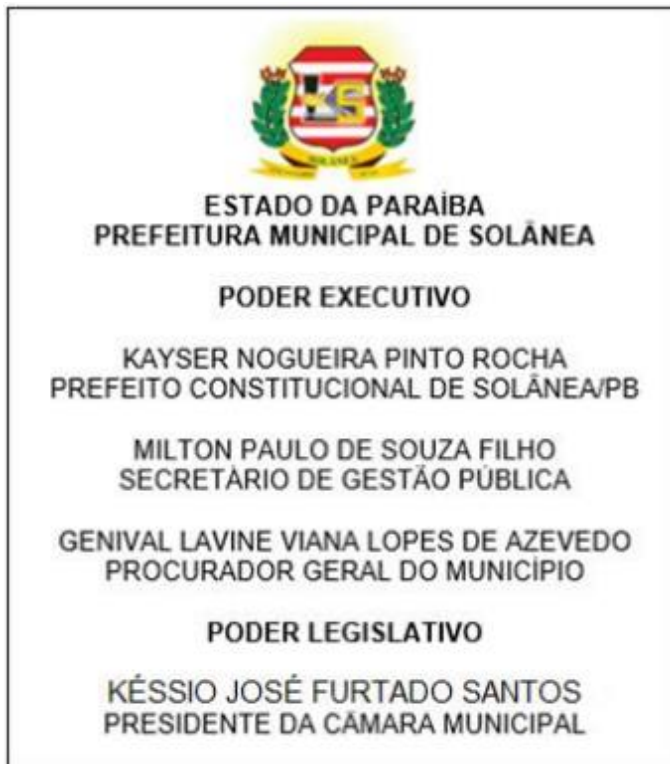 SOLÂNEA
ESTADO DA PARAÍBA
PREFEITURA MUNICIPAL DE SOLÂNEA
PODER EXECUTIVO
KAYSER NOGUEIRA PINTO ROCHA
PREFEITO CONSTITUCIONAL DE SOLÂNEA/PB
MILTON PAULO DE SOUZA FILHO
SECRETÁRIO DE GESTÃO PÚBLICA
GENIVAL LAVINE VIANA LOPES DE AZEVEDO
PROCURADOR GERAL DO MUNICÍPIO
PODER LEGISLATIVO
KÉSSIO JOSÉ FURTADO SANTOS
PRESIDENTE DA CÂMARA MUNICIPAL